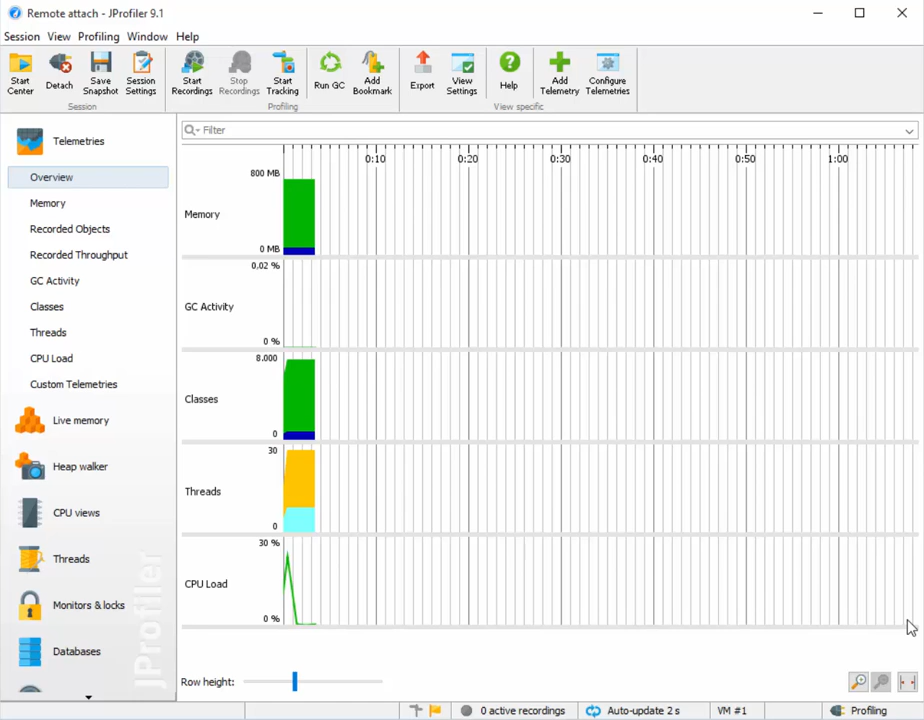 Remote attach - JProfiler 9.1
Session View Profiling Window Help
Start Center
Detach
Save Snapshot
Session Settings
Start Recordings
Stop Recordings
Start Tracking
Run GC
Add Bookmark
Export
View Settings
Help
Add Telemetry
Configure Telemetries
Session
Profiling
View specific
Telemetries
Overview
Memory
Recorded Objects
Recorded Throughput
GC Activity
Classes
Threads
CPU Load
Custom Telemetries
Live memory
Heap walker
CPU views
Threads
Monitors & locks
Databases
JProfiler
Filter
0:10 0:20 0:30 0:40 0:50 1:00
800 MB
Memory
0 MB
0,02 %
GC Activity
0 %
8.000
Classes
0
30
Threads
0
30 %
CPU Load
0 %
Row height:
0 active recordings
Auto-update 2 s
VM #1
Profiling